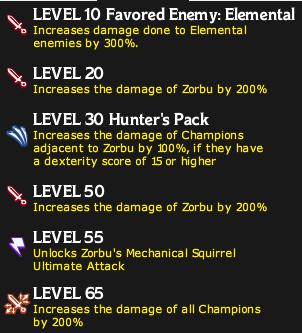 LEVEL 10 Favored Enemy: Elemental
Increases damage done to Elemental
enemies by 300%.
LEVEL 20
Increases the damage of Zorbu by 200%
LEVEL 30 Hunter's Pack
Increases the damage of Champions
adjacent to Zorbu by 100%, if they have
a dexterity score of 15 or higher
LEVEL 50
Increases the damage of Zorbu by 200%
LEVEL 55
Unlocks Zorbu's Mechanical Squirrel
Ultimate Attack
LEVEL 65
Increases the damage of all Champions
by 200%